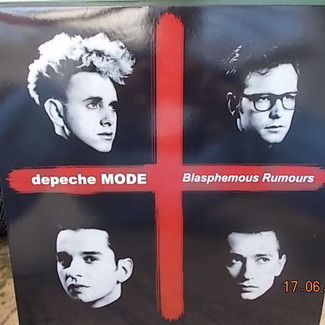 depeche MODE
Blasphemous Rumours
17.06.